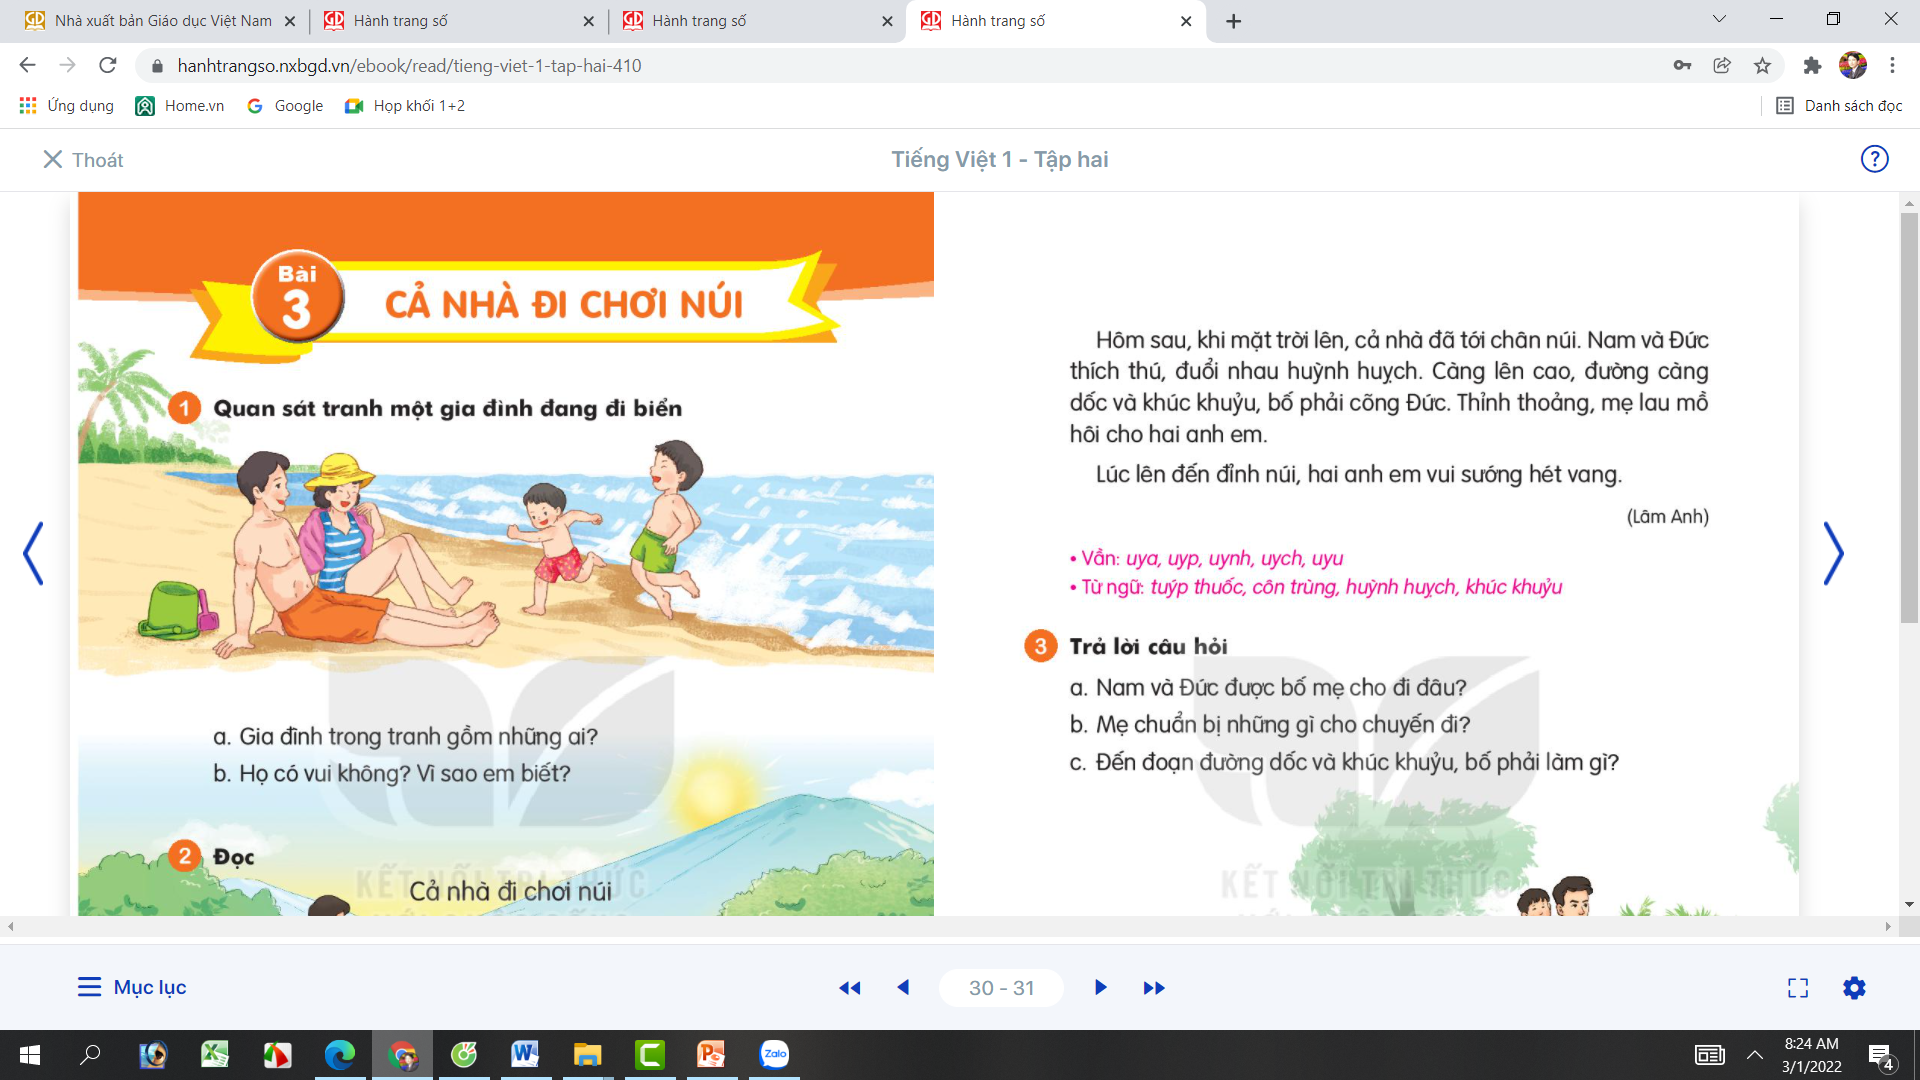 Nhà xuất bản Giáo dục Việt Nam
Hành trang số
Hành trang số
Hành trang số
hanhtrangso.nxbgd.vn/ebook/read/tieng-viet-1-tap-hai-410
Ứng dụng
Home.vn
Google
Họp khối 1+2
Danh sách đọc
Thoát
Tiếng Việt 1 - Tập hai
?
Bài
3
CẢ NHÀ ĐI CHƠI NÚI
1 Quan sát tranh một gia đình đang đi biển
a. Gia đình trong tranh gồm những ai?
b. Họ có vui không? Vì sao em biết?
2 Đọc
Cả nhà đi chơi núi
KẾT NỐI TRI THỨC
Hôm sau, khi mặt trời lên, cả nhà đã tới chân núi. Nam và Đức
thích thú, đuổi nhau huỳnh huỵch. Càng lên cao, đường càng
dốc và khúc khuỷu, bố phải cõng Đức. Thỉnh thoảng, mẹ lau mồ
hôi cho hai anh em.
Lúc lên đến đỉnh núi, hai anh em vui sướng hét vang.
(Lâm Anh)
• Vần: uya, uyp, uynh, uych, uyu
• Từ ngữ: tuýp thuốc, côn trùng, huỳnh huỵch, khúc khuỷu
3 Trả lời câu hỏi
a. Nam và Đức được bố mẹ cho đi đâu?
b. Mẹ chuẩn bị những gì cho chuyến đi?
c. Đến đoạn đường dốc và khúc khuỷu, bố phải làm gì?
KẾT NỐI TRI THỨC
Mục lục
30 - 31
Zalo
8:24 AM
3/1/2022
4